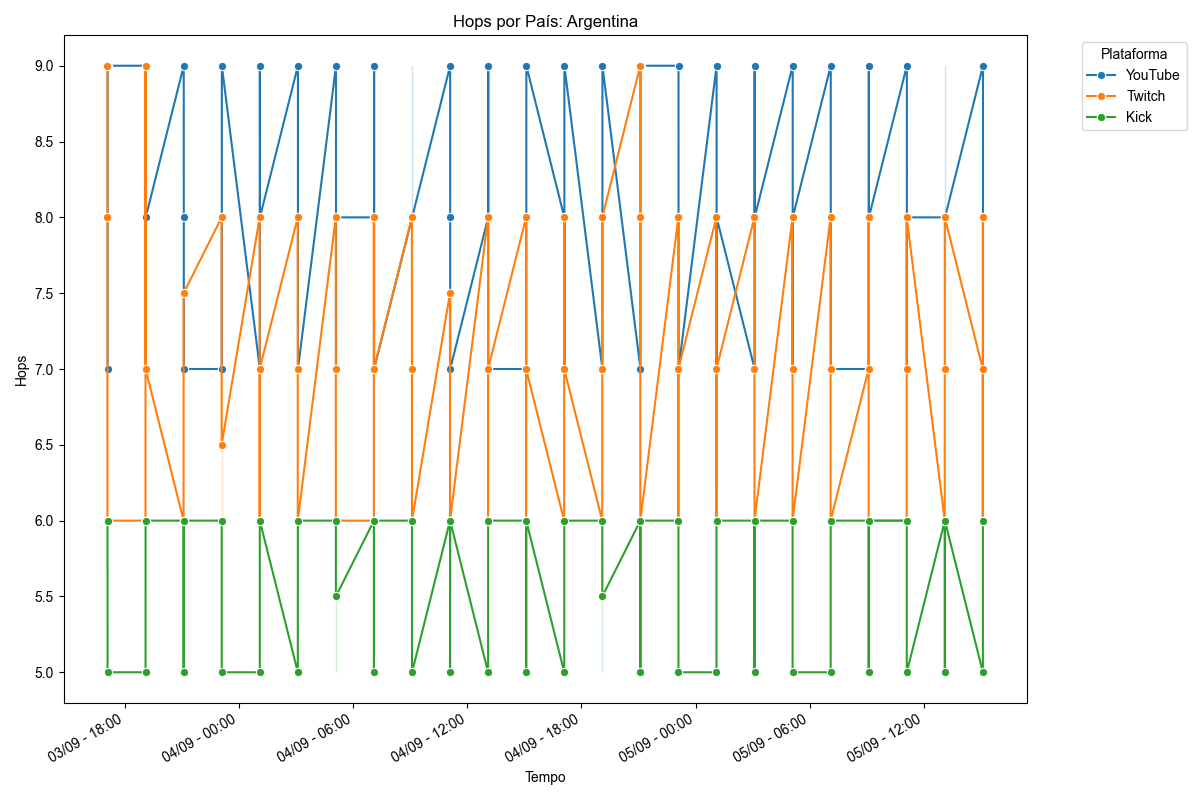 Hops por País: Argentina
Plataforma
YouTube
Twitch
Kick
Hops
9.0
8.5
8.0
7.5
7.0
6.5
6.0
5.5
5.0
03/09 - 18:00
04/09 - 00:00
04/09 - 06:00
04/09 - 12:00
04/09 - 18:00
05/09 - 00:00
05/09 - 06:00
05/09 - 12:00
Tempo